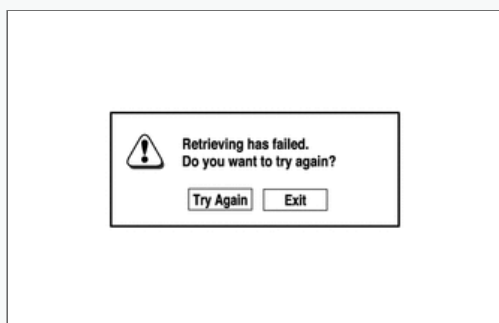 Retrieving has failed.
Do you want to try again?
Try Again Exit